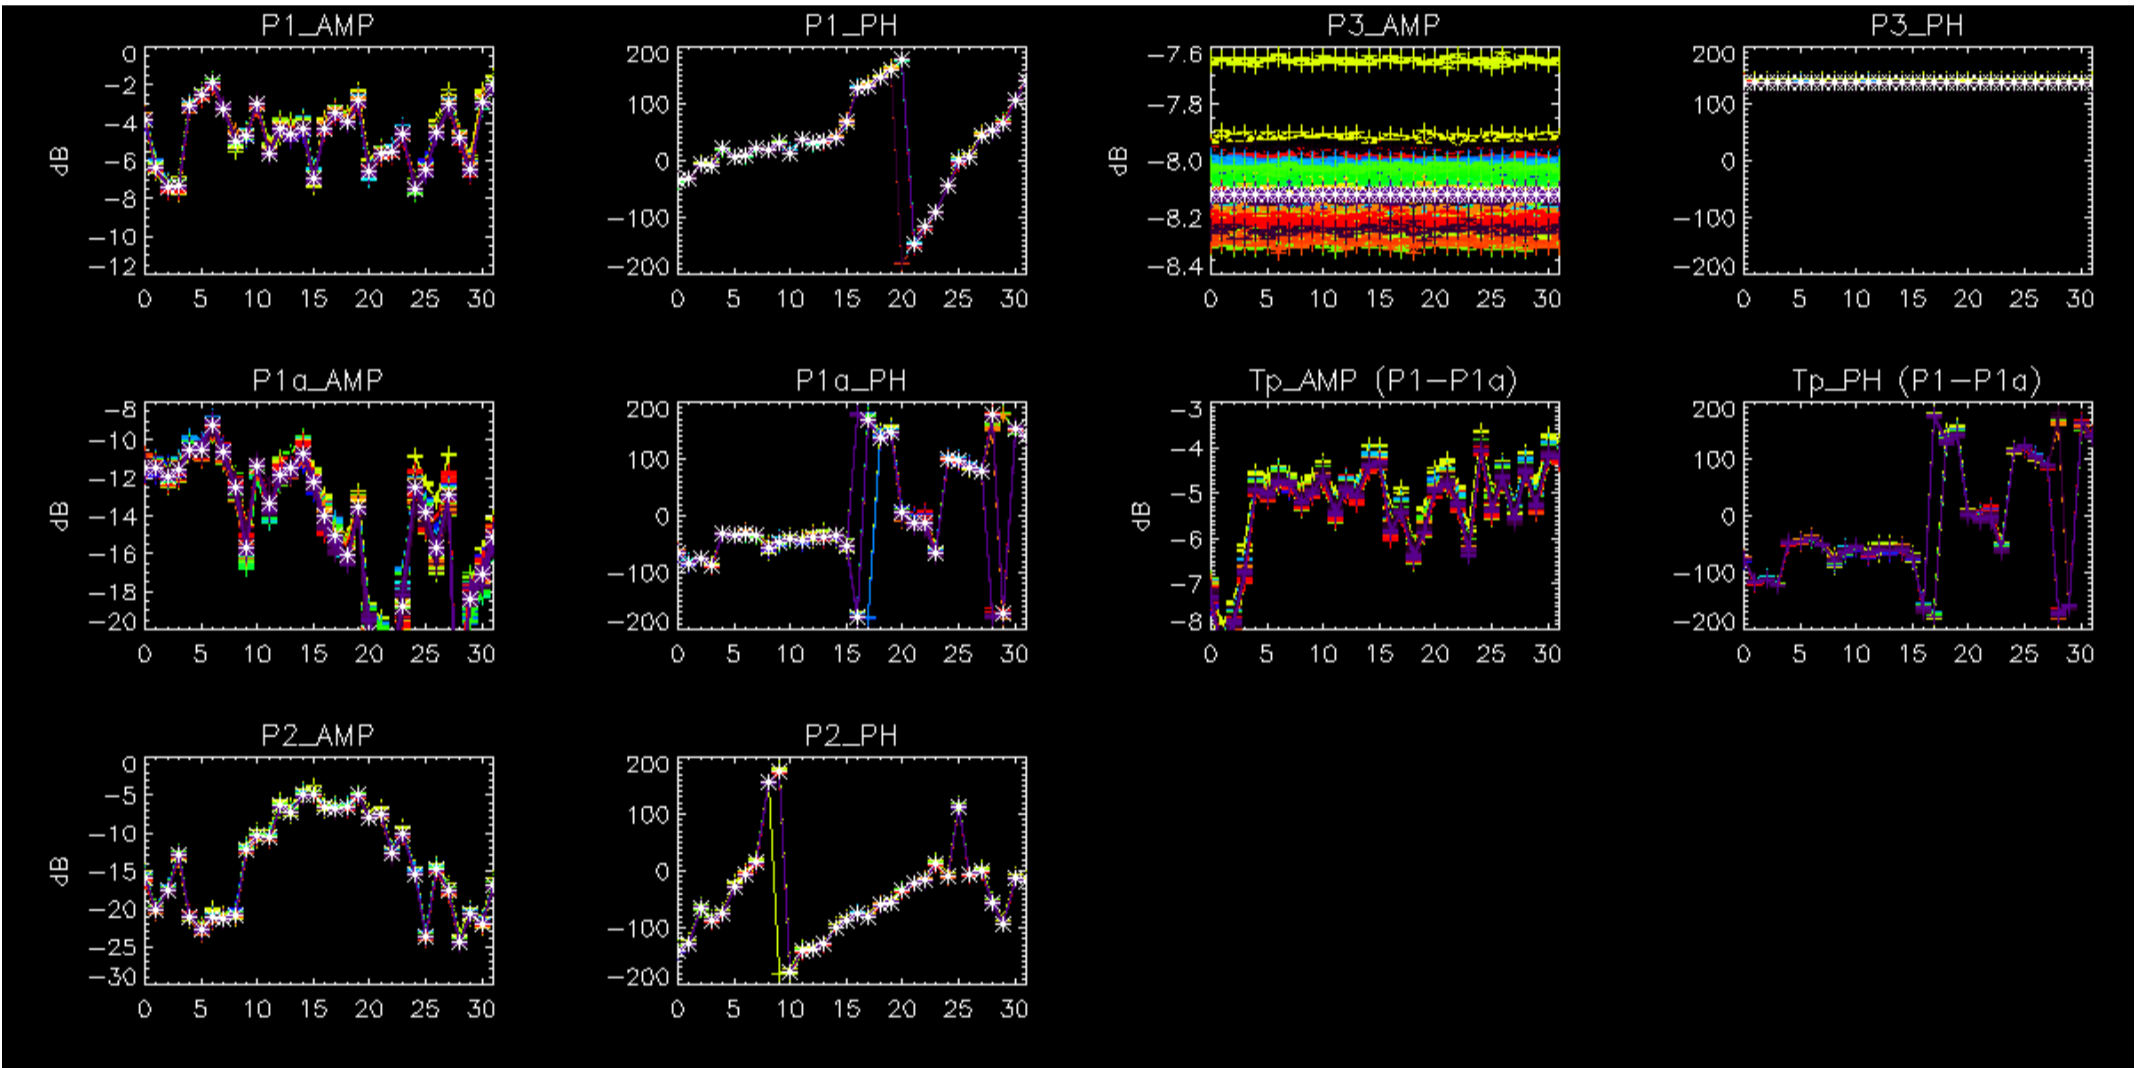 P1_AMP
P1_PH
P3_AMP
P3_PH
dB
0
−2
−4
−6
−8
−10
−12
0 5 10 15 20 25 30
200
100
0
−100
−200
0 5 10 15 20 25 30
dB
−7.6
−7.8
−8.0
−8.2
−8.4
0 5 10 15 20 25 30
200
100
0
−100
−200
0 5 10 15 20 25 30
P1a_AMP
P1a_PH
Tp_AMP (P1−P1a)
Tp_PH (P1−P1a)
dB
−8
−10
−12
−14
−16
−18
−20
0 5 10 15 20 25 30
200
100
0
−100
−200
0 5 10 15 20 25 30
dB
−3
−4
−5
−6
−7
−8
0 5 10 15 20 25 30
200
100
0
−100
−200
0 5 10 15 20 25 30
P2_AMP
P2_PH
dB
0
−5
−10
−15
−20
−25
−30
0 5 10 15 20 25 30
200
100
0
−100
−200
0 5 10 15 20 25 30